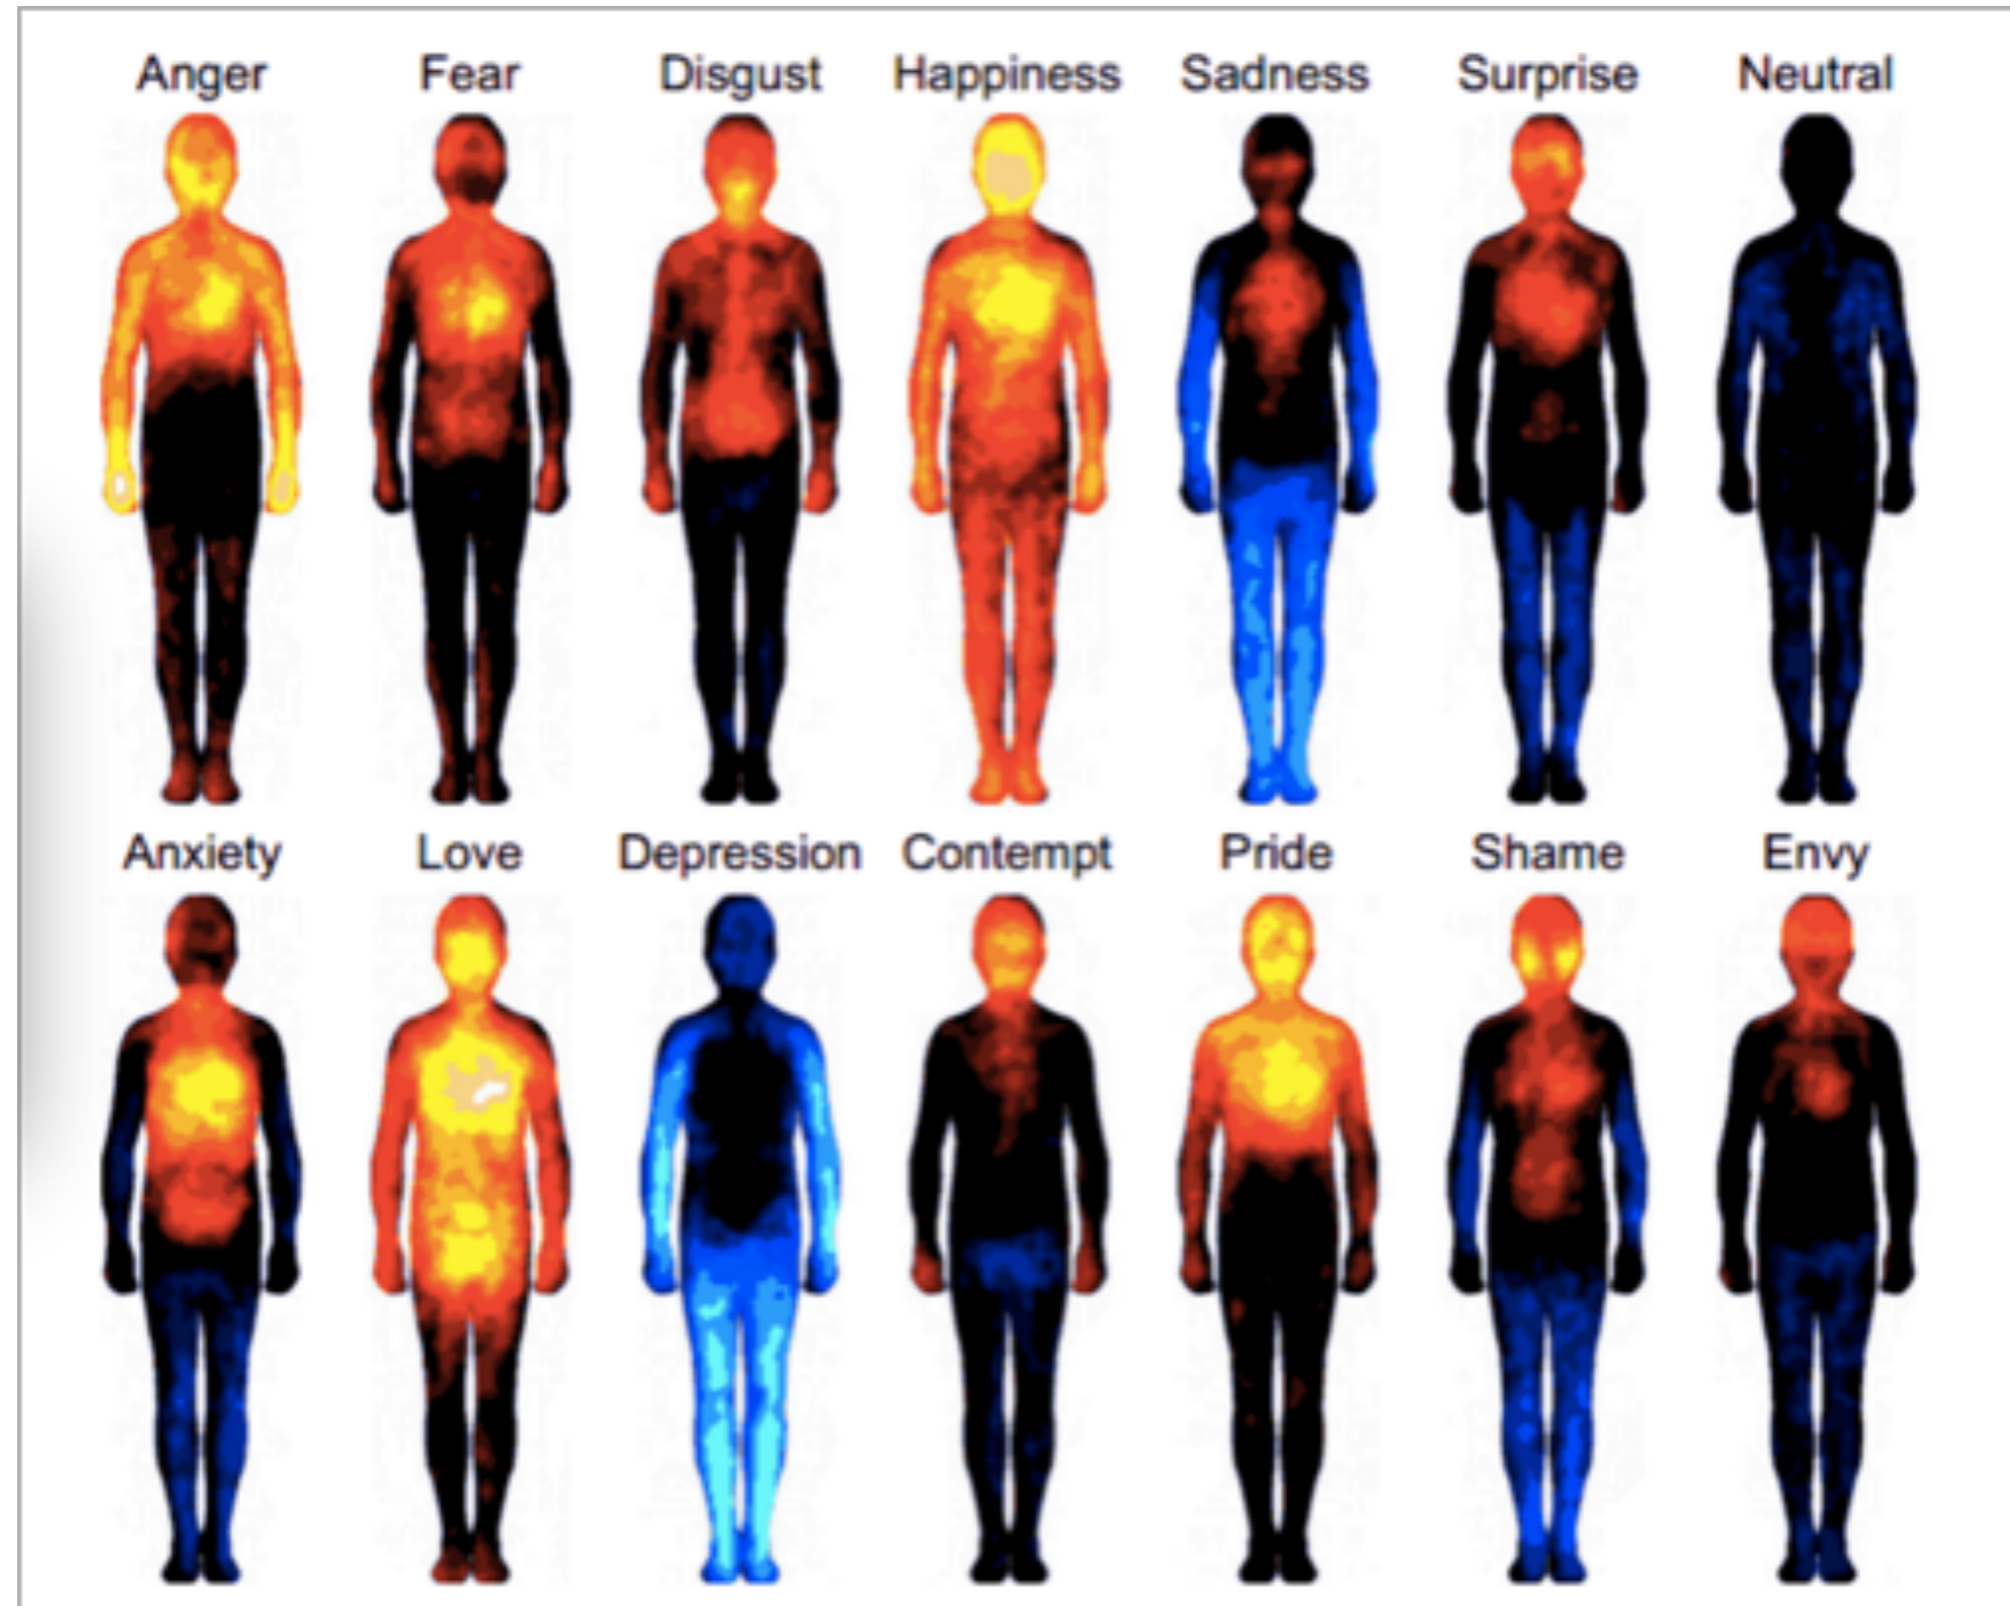 Anger Fear Disgust Happiness Sadness Surprise Neutral
Anxiety Love Depression Contempt Pride Shame Envy